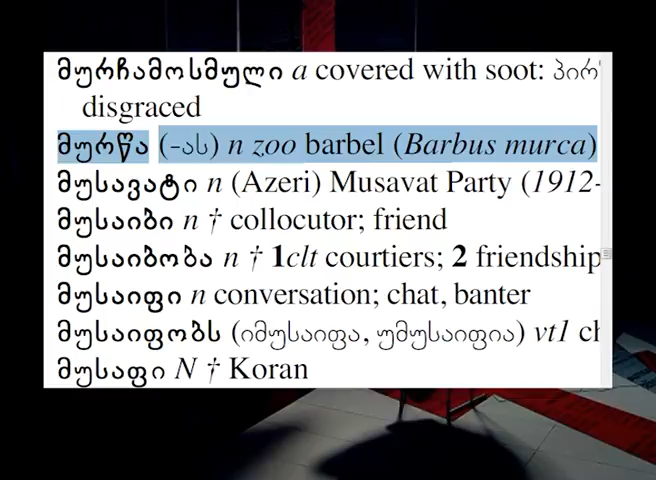 მურჩამოსმული a covered with soot: პირ
disgraced
მურწა (-ას) n zoo barbel (Barbus murca)
მუსავატი n (Azeri) Musavat Party (1912-
მუსაიბი n † collocutor; friend
მუსაიბობა n † 1clt courtiers; 2 friendship
მუსაიფი n conversation; chat, banter
მუსაიფობს (იმუსაიფა, უმუსაიფია) vt1 ch
მუსაფი N † Koran